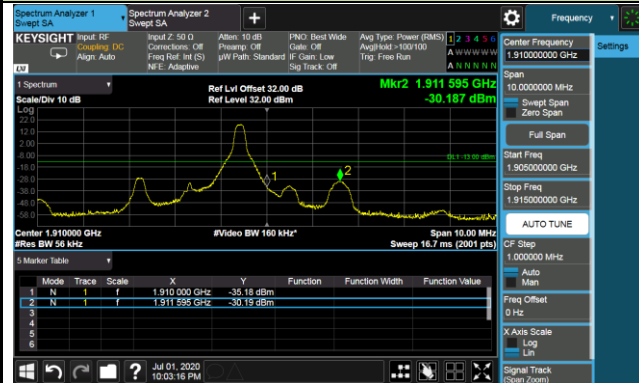 Spectrum Analyzer 1
Swept SA
Spectrum Analyzer 2
Swept SA
+
Frequency
KEYSIGHT
Input: RF
Coupling: DC
Align: Auto
Input Z: 50 Ω
Corrections: Off
Freq Ref: Int (S)
NFE: Adaptive
Atten: 10 dB
Preamp: Off
µW Path: Standard
PNO: Best Wide
Gate: Off
IF Gain: Low
Sig Track: Off
Avg Type: Power (RMS)
Avg|Hold:>100/100
Trig: Free Run
1 2 3 4 5 6
A W W W W W
A N N N N N
LXI
Center Frequency
1.910000000 GHz
Settings
Span
10.0000000 MHz
Swept Span
Zero Span
Full Span
Start Freq
1.905000000 GHz
Stop Freq
1.915000000 GHz
AUTO TUNE
CF Step
1.000000 MHz
Auto
Man
Freq Offset
0 Hz
X Axis Scale
Log
Lin
Signal Track
(Span Zoom)
1 Spectrum
Scale/Div 10 dB
Log
Ref Lvl Offset 32.00 dB
Ref Level 32.00 dBm
Mkr2 1.911 595 GHz
-30.187 dBm
22.0
12.0
2.00
-8.00
-18.0
-28.0
-38.0
-48.0
-58.0
DL1 -13.00 dBm
1
2
Center 1.910000 GHz
#Res BW 56 kHz
#Video BW 160 kHz*
Span 10.00 MHz
Sweep 16.7 ms (2001 pts)
5 Marker Table
Mode Trace Scale X Y Function Function Width Function Value
1 N 1 f 1.910 000 GHz -35.18 dBm
2 N 1 f 1.911 595 GHz -30.19 dBm
3
4
5
6
?
Jul 01, 2020
10:03:16 PM